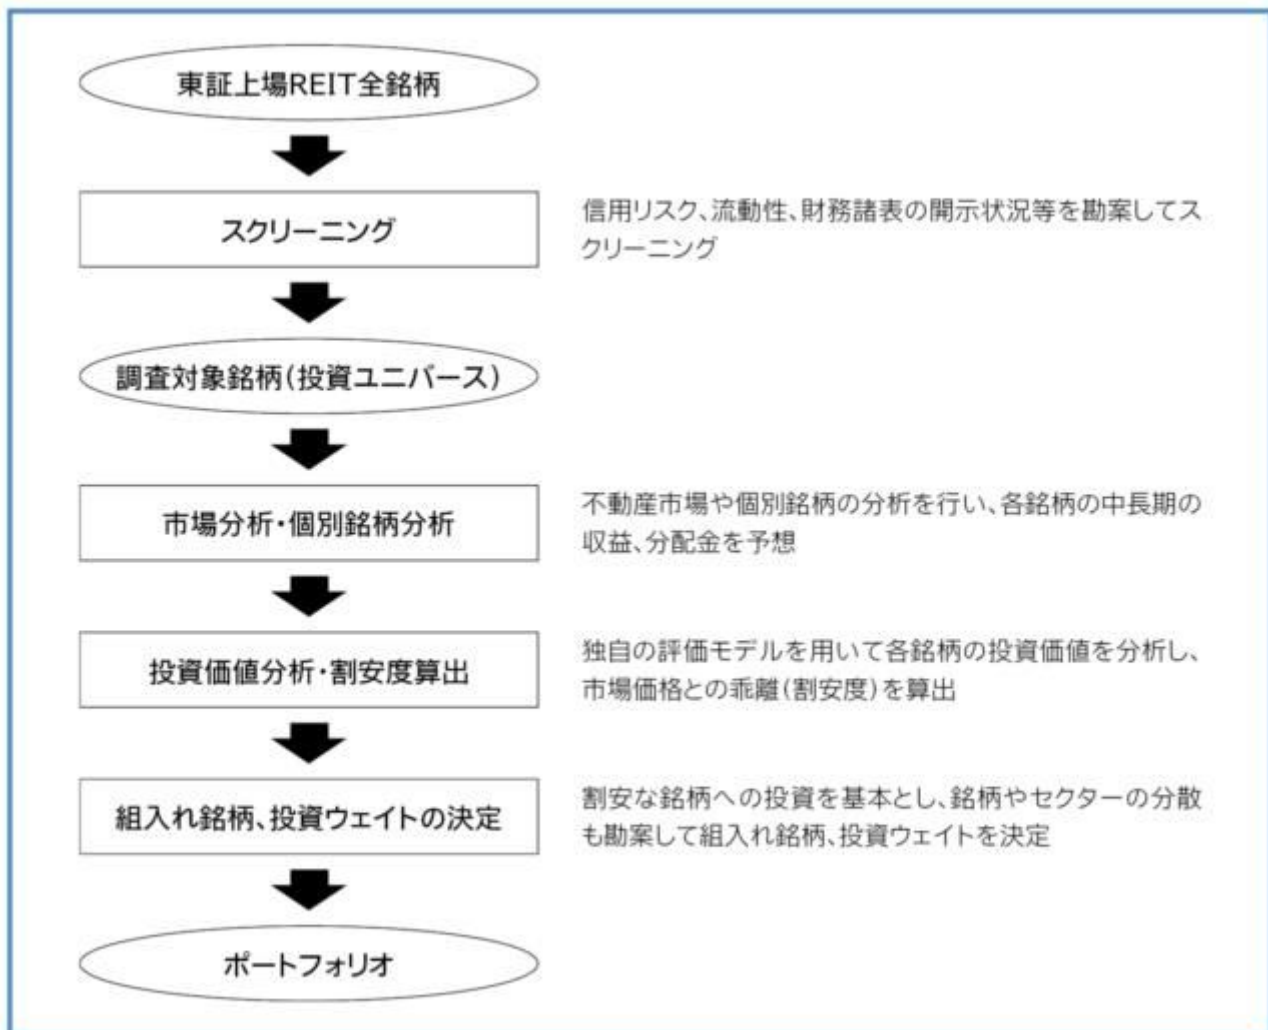 東証上場REIT全銘柄
スクリーニング
信用リスク、流動性、財務諸表の開示状況等を勘案してス
クリーニング
調査対象銘柄(投資ユニバース)
市場分析・個別銘柄分析
不動産市場や個別銘柄の分析を行い、各銘柄の中長期の
収益、分配金を予想
投資価値分析・割安度算出
独自の評価モデルを用いて各銘柄の投資価値を分析し、
市場価格との乖離(割安度)を算出
組入れ銘柄、投資ウェイトの決定
割安な銘柄への投資を基本とし、銘柄やセクターの分散
も勘案して組入れ銘柄、投資ウェイトを決定
ポートフォリオ